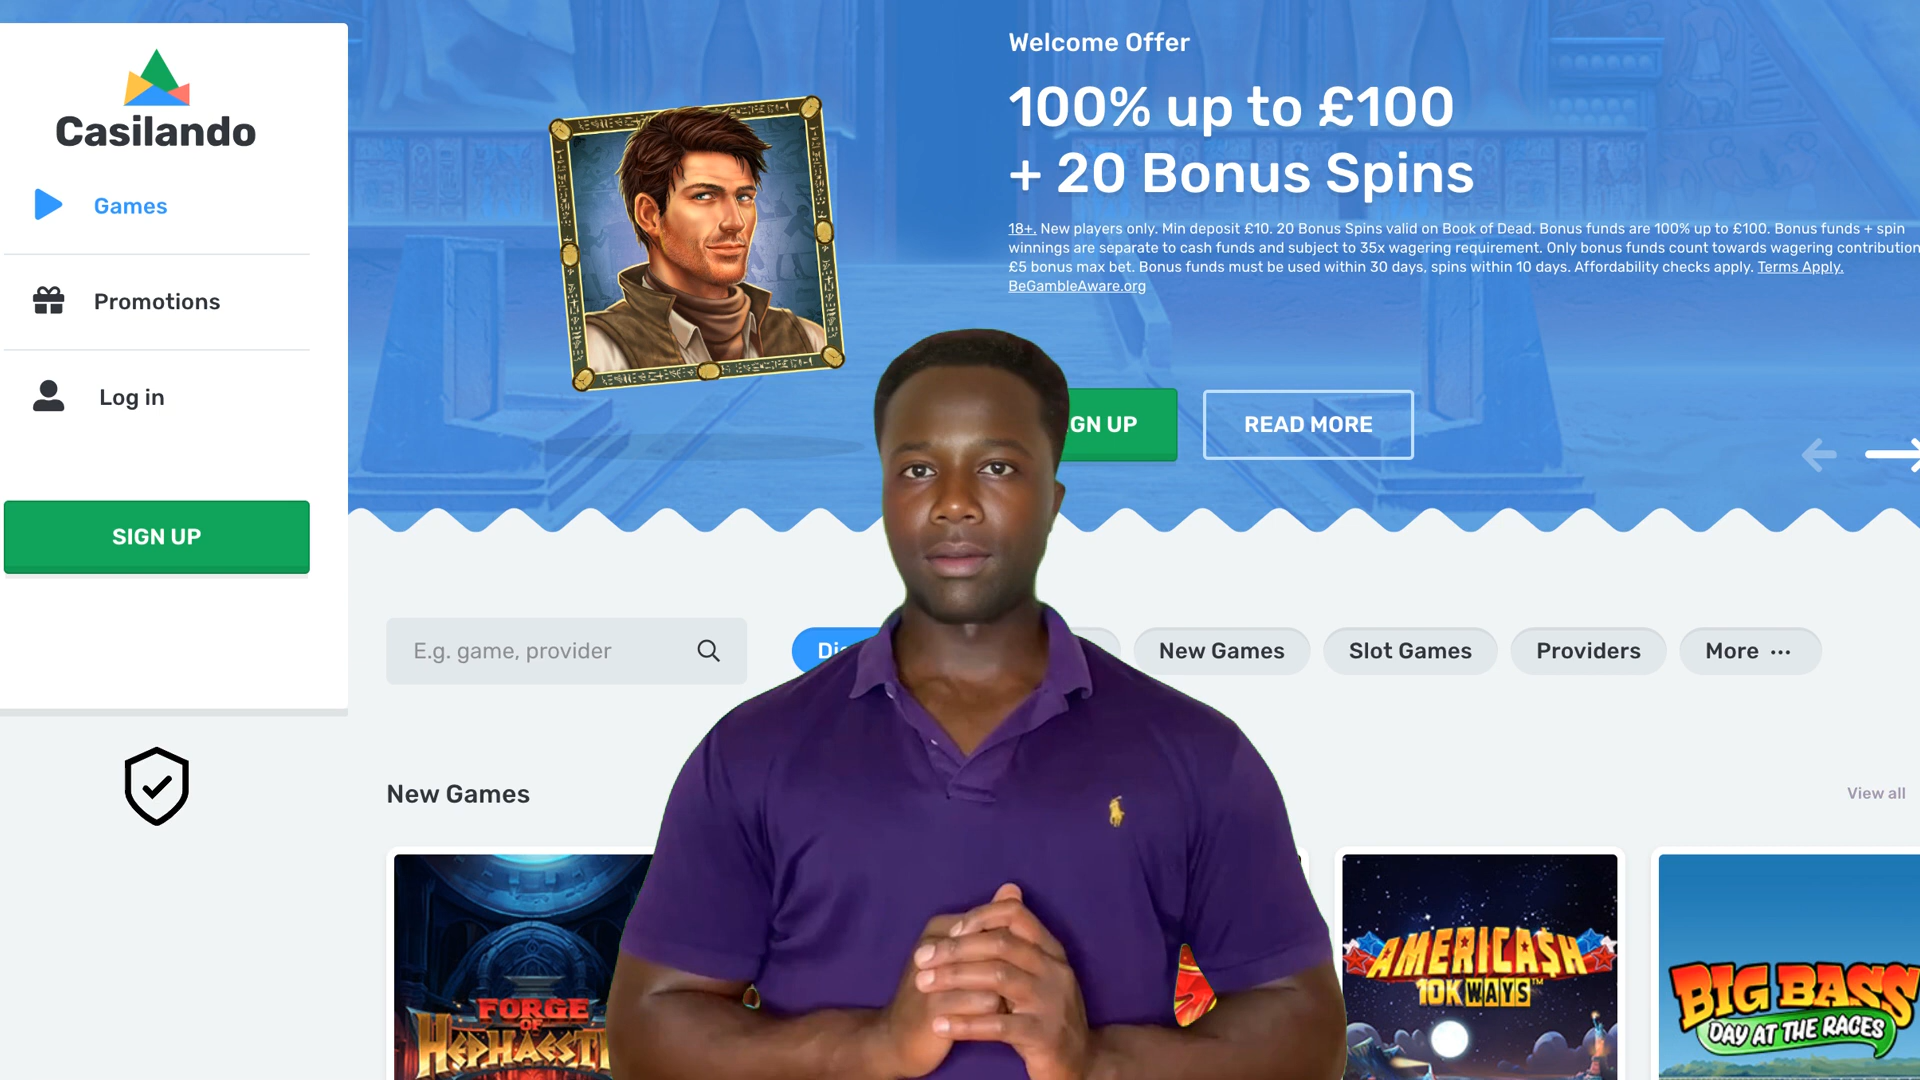 Casilando
Games
Promotions
Log in
SIGN UP
Welcome Offer
100% up to £100
+ 20 Bonus Spins
18+. New players only. Min deposit £10. 20 Bonus Spins valid on Book of Dead. Bonus funds are 100% up to £100. Bonus funds + spin
winnings are separate to cash funds and subject to 35x wagering requirement. Only bonus funds count towards wagering contribution
£5 bonus max bet. Bonus funds must be used within 30 days, spins within 10 days. Affordability checks apply. Terms Apply.
BeGambleAware.org
GN UP
READ MORE
E.g. game, provider
New Games
Slot Games
Providers
More ...
New Games
View all
FORGE
OF
AMERICA$H
10K WAYS™
BIG BASS
DAY AT THE RACES